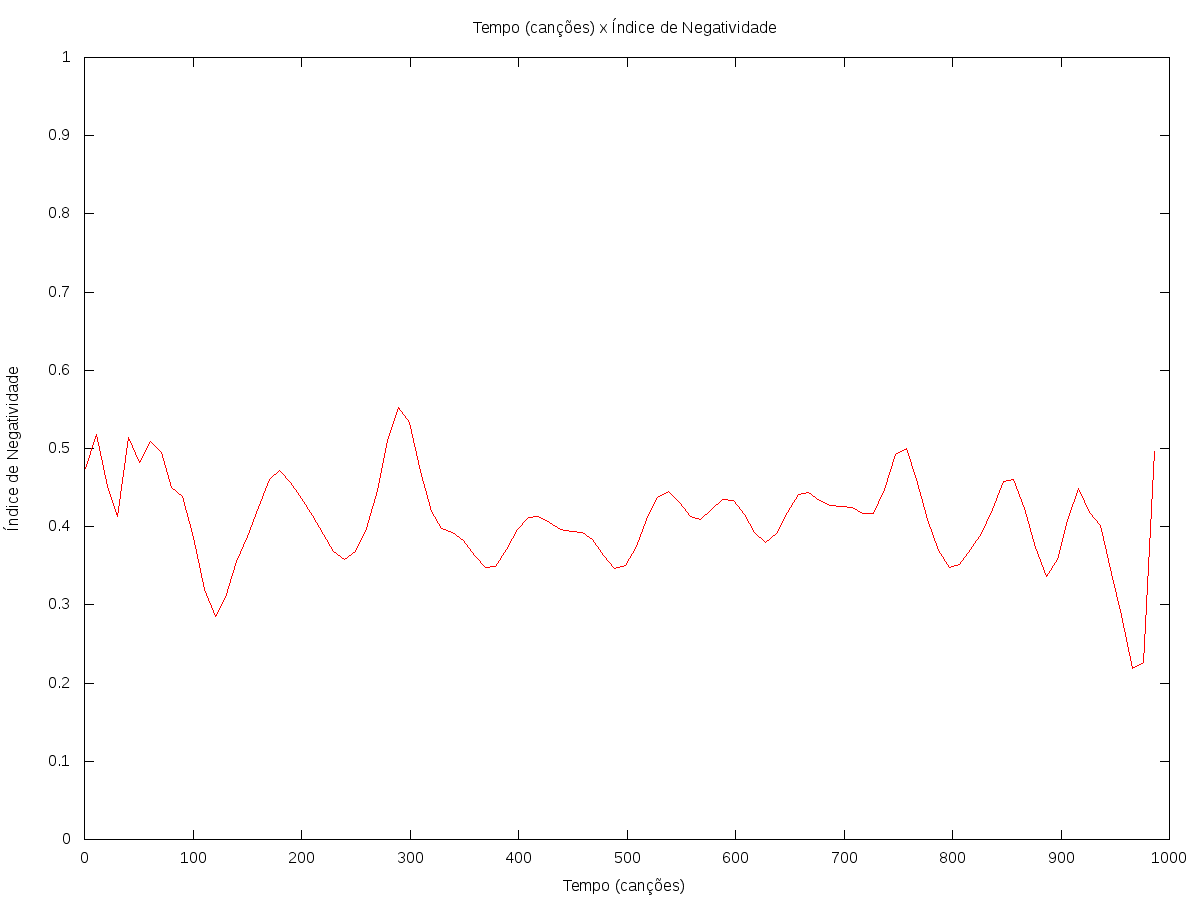 Tempo (canções) x Índice de Negatividade
1
0.9
0.8
0.7
0.6
0.5
0.4
0.3
0.2
0.1
0
Índice de Negatividade
0 100 200 300 400 500 600 700 800 900 1000
Tempo (canções)